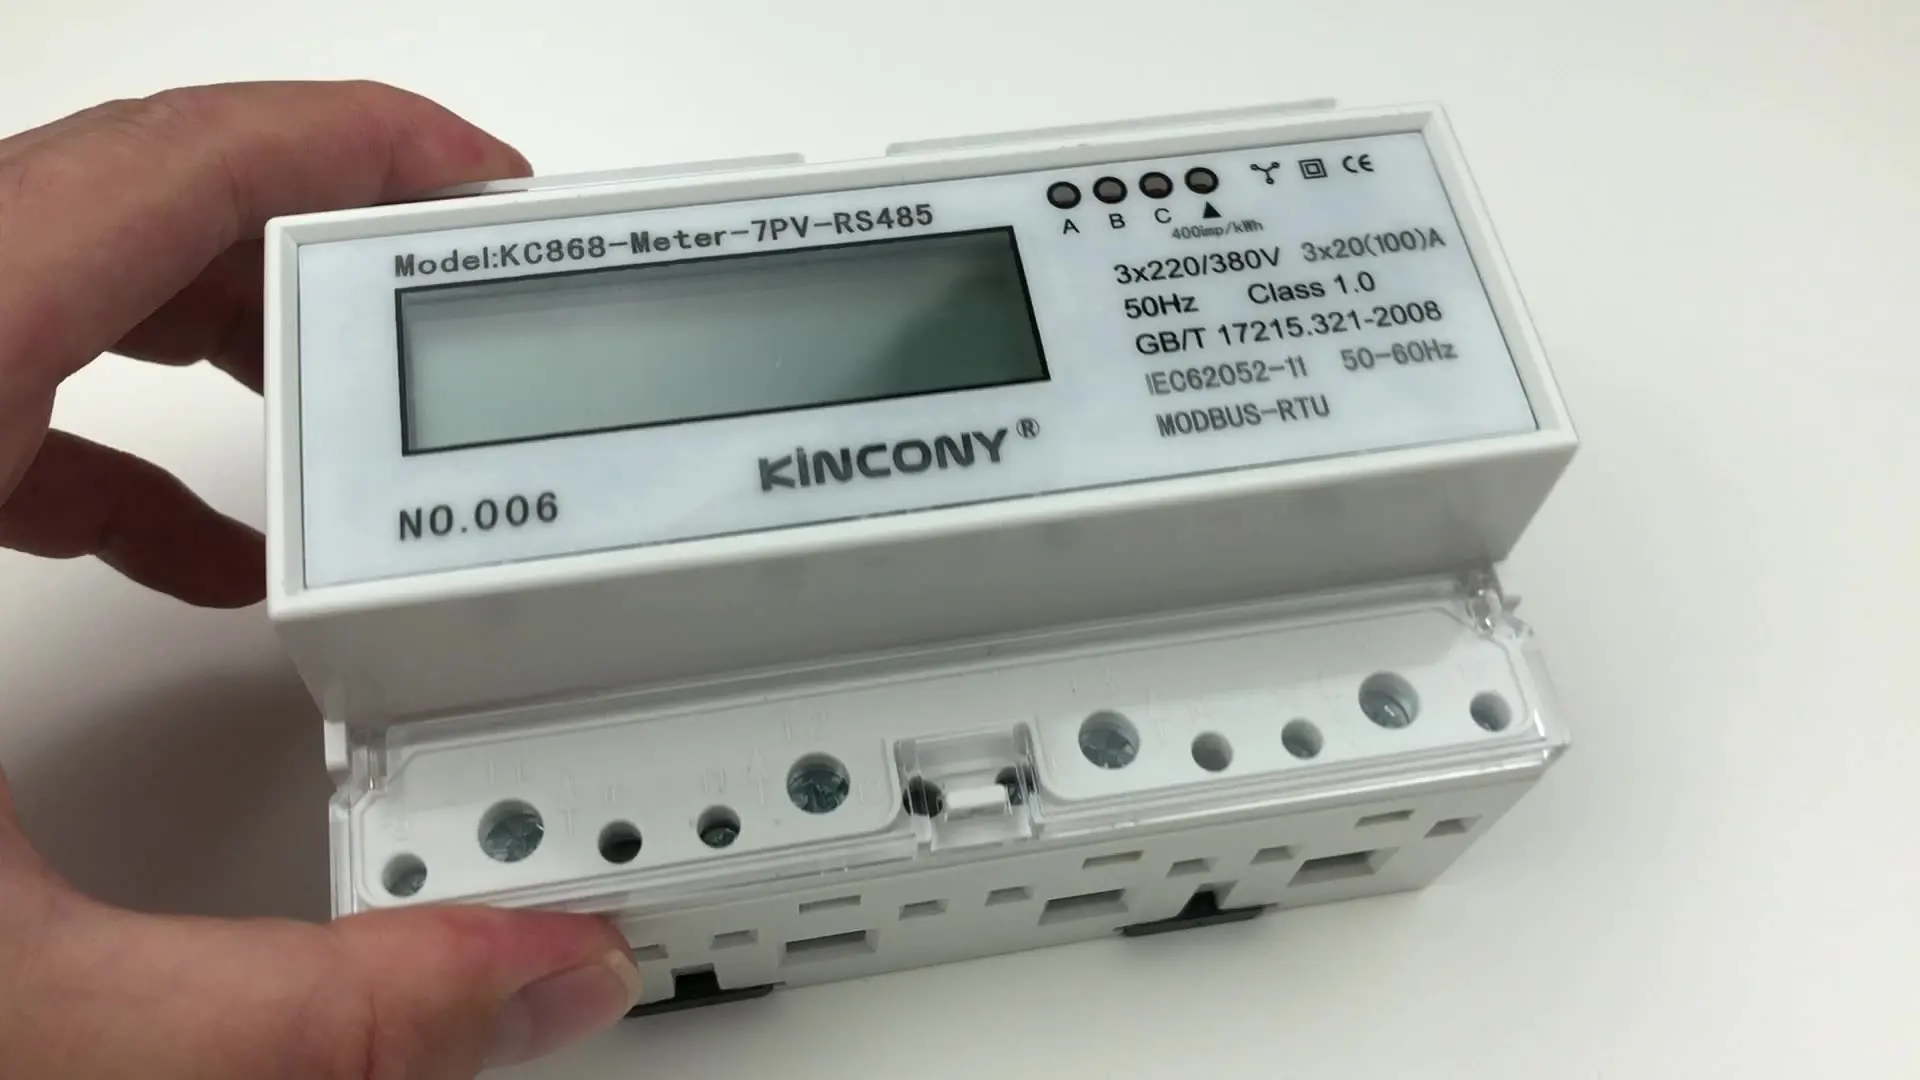 Model:KC868-Meter-7PV-RS485
A B C
400imp/kWh
CE
3x220/380V 3x20(100)A
50Hz Class 1.0
GB/T 17215.321-2008
IEC62052-11 50-60Hz
MODBUS-RTU
KINCONY®
NO.006